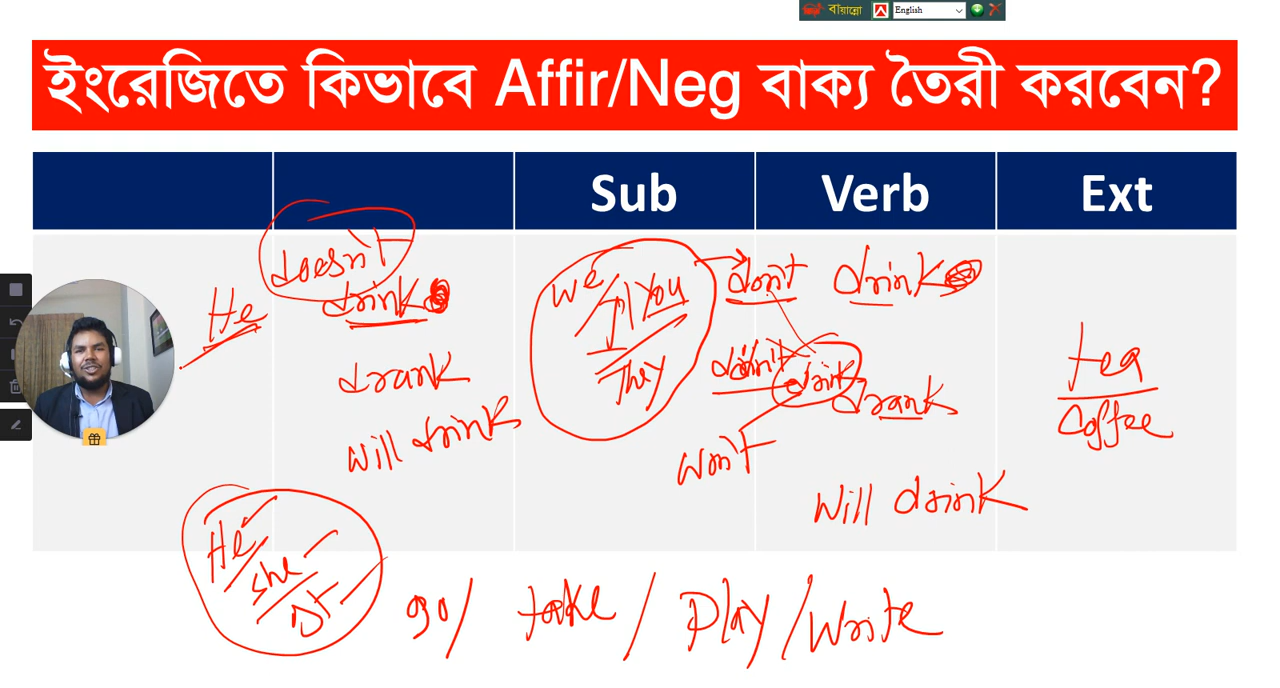 বায়ান্নো English
ইংরেজিতে কিভাবে Affir/Neg বাক্য তৈরী করবেন?
Sub Verb Ext
doesn't
He drink
drank
will drink
We / I / You
They
don't drink
didn't drink drank
won't
will drink
tea
Coffee
He / She / It
go / take / Play / Write